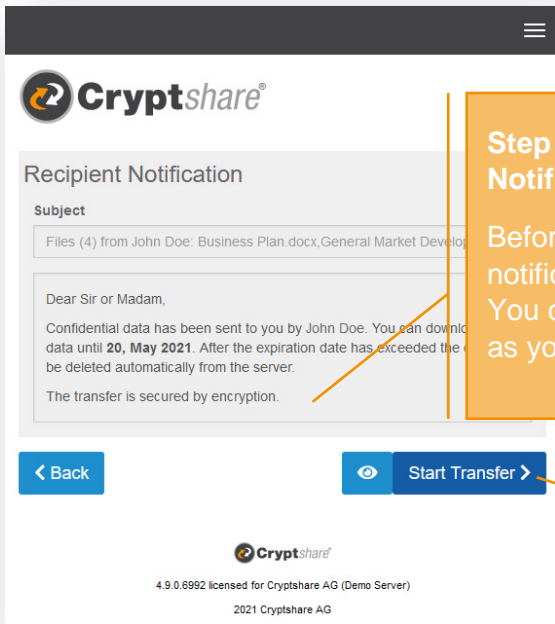 Cryptshare®
Recipient Notification
Subject
Files (4) from John Doe: Business Plan.docx,General Market
Dear Sir or Madam,
Confidential data has been sent to you by John Doe. You can
data until 20, May 2021. After the expiration date has exceeded the
be deleted automatically from the server.
The transfer is secured by encryption.
Step
Notif
Befor
notific
You c
as yo
Back
Start Transfer
Cryptshare®
4.9.0.6992 licensed for Cryptshare AG (Demo Server)
2021 Cryptshare AG